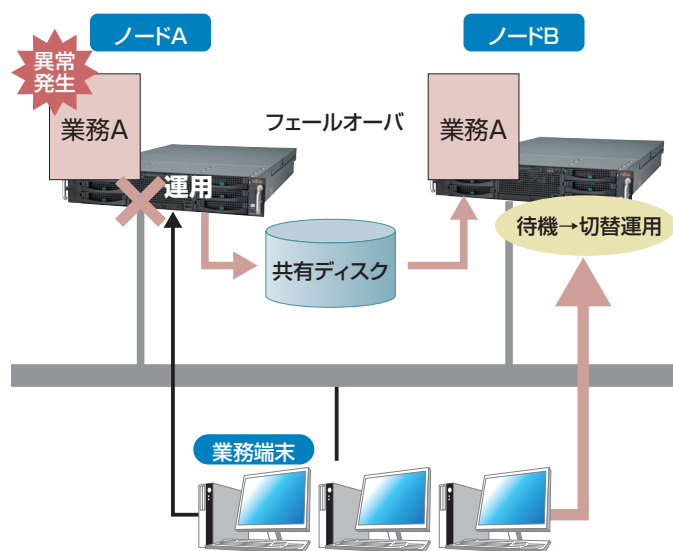 ノードA
ノードB
異常
発生
業務A
フェールオーバ
業務A
運用
待機→切替運用
共有ディスク
業務端末